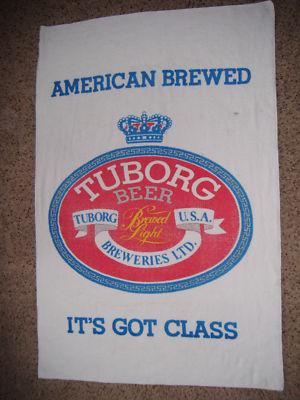 AMERICAN BREWED
TUBORG
BEER
TUBORG
Brewed
Light
U.S.A.
BREWERIES LTD.
IT'S GOT CLASS